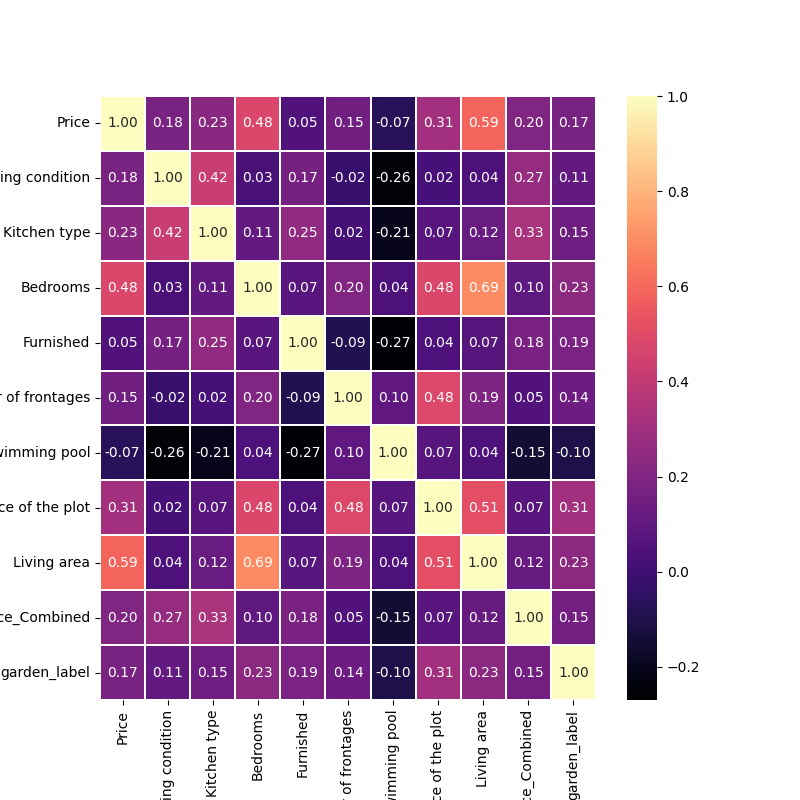 Price 1.00 0.18 0.23 0.48 0.05 0.15 -0.07 0.31 0.59 0.20 0.17
ing condition 0.18 1.00 0.42 0.03 0.17 -0.02 -0.26 0.02 0.04 0.27 0.11
Kitchen type 0.23 0.42 1.00 0.11 0.25 0.02 -0.21 0.07 0.12 0.33 0.15
Bedrooms 0.48 0.03 0.11 1.00 0.07 0.20 0.04 0.48 0.69 0.10 0.23
Furnished 0.05 0.17 0.25 0.07 1.00 -0.09 -0.27 0.04 0.07 0.18 0.19
r of frontages 0.15 -0.02 0.02 0.20 -0.09 1.00 0.10 0.48 0.19 0.05 0.14
wimming pool -0.07 -0.26 -0.21 0.04 -0.27 0.10 1.00 0.07 0.04 -0.15 -0.10
ce of the plot 0.31 0.02 0.07 0.48 0.04 0.48 0.07 1.00 0.51 0.07 0.31
Living area 0.59 0.04 0.12 0.69 0.07 0.19 0.04 0.51 1.00 0.12 0.23
ce_Combined 0.20 0.27 0.33 0.10 0.18 0.05 -0.15 0.07 0.12 1.00 0.15
garden_label 0.17 0.11 0.15 0.23 0.19 0.14 -0.10 0.31 0.23 0.15 1.00
Price
ing condition
Kitchen type
Bedrooms
Furnished
r of frontages
wimming pool
ce of the plot
Living area
ce_Combined
garden_label
1.0
0.8
0.6
0.4
0.2
0.0
−0.2